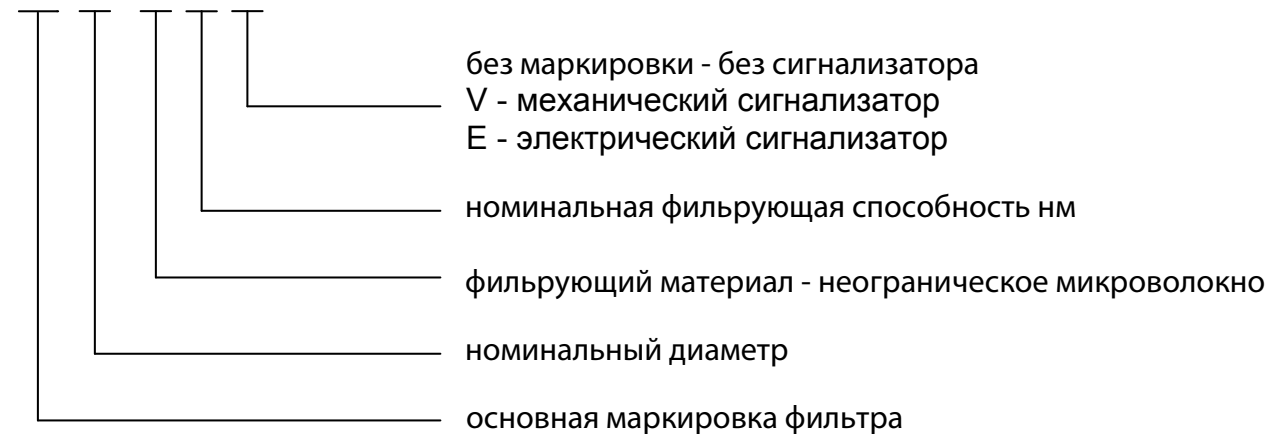 без маркировки - без сигнализатора
V - механический сигнализатор
E - электрический сигнализатор
номинальная фильрующая способность нм
фильрующий материал - неограническое микроволокно
номинальный диаметр
основная маркировка фильтра